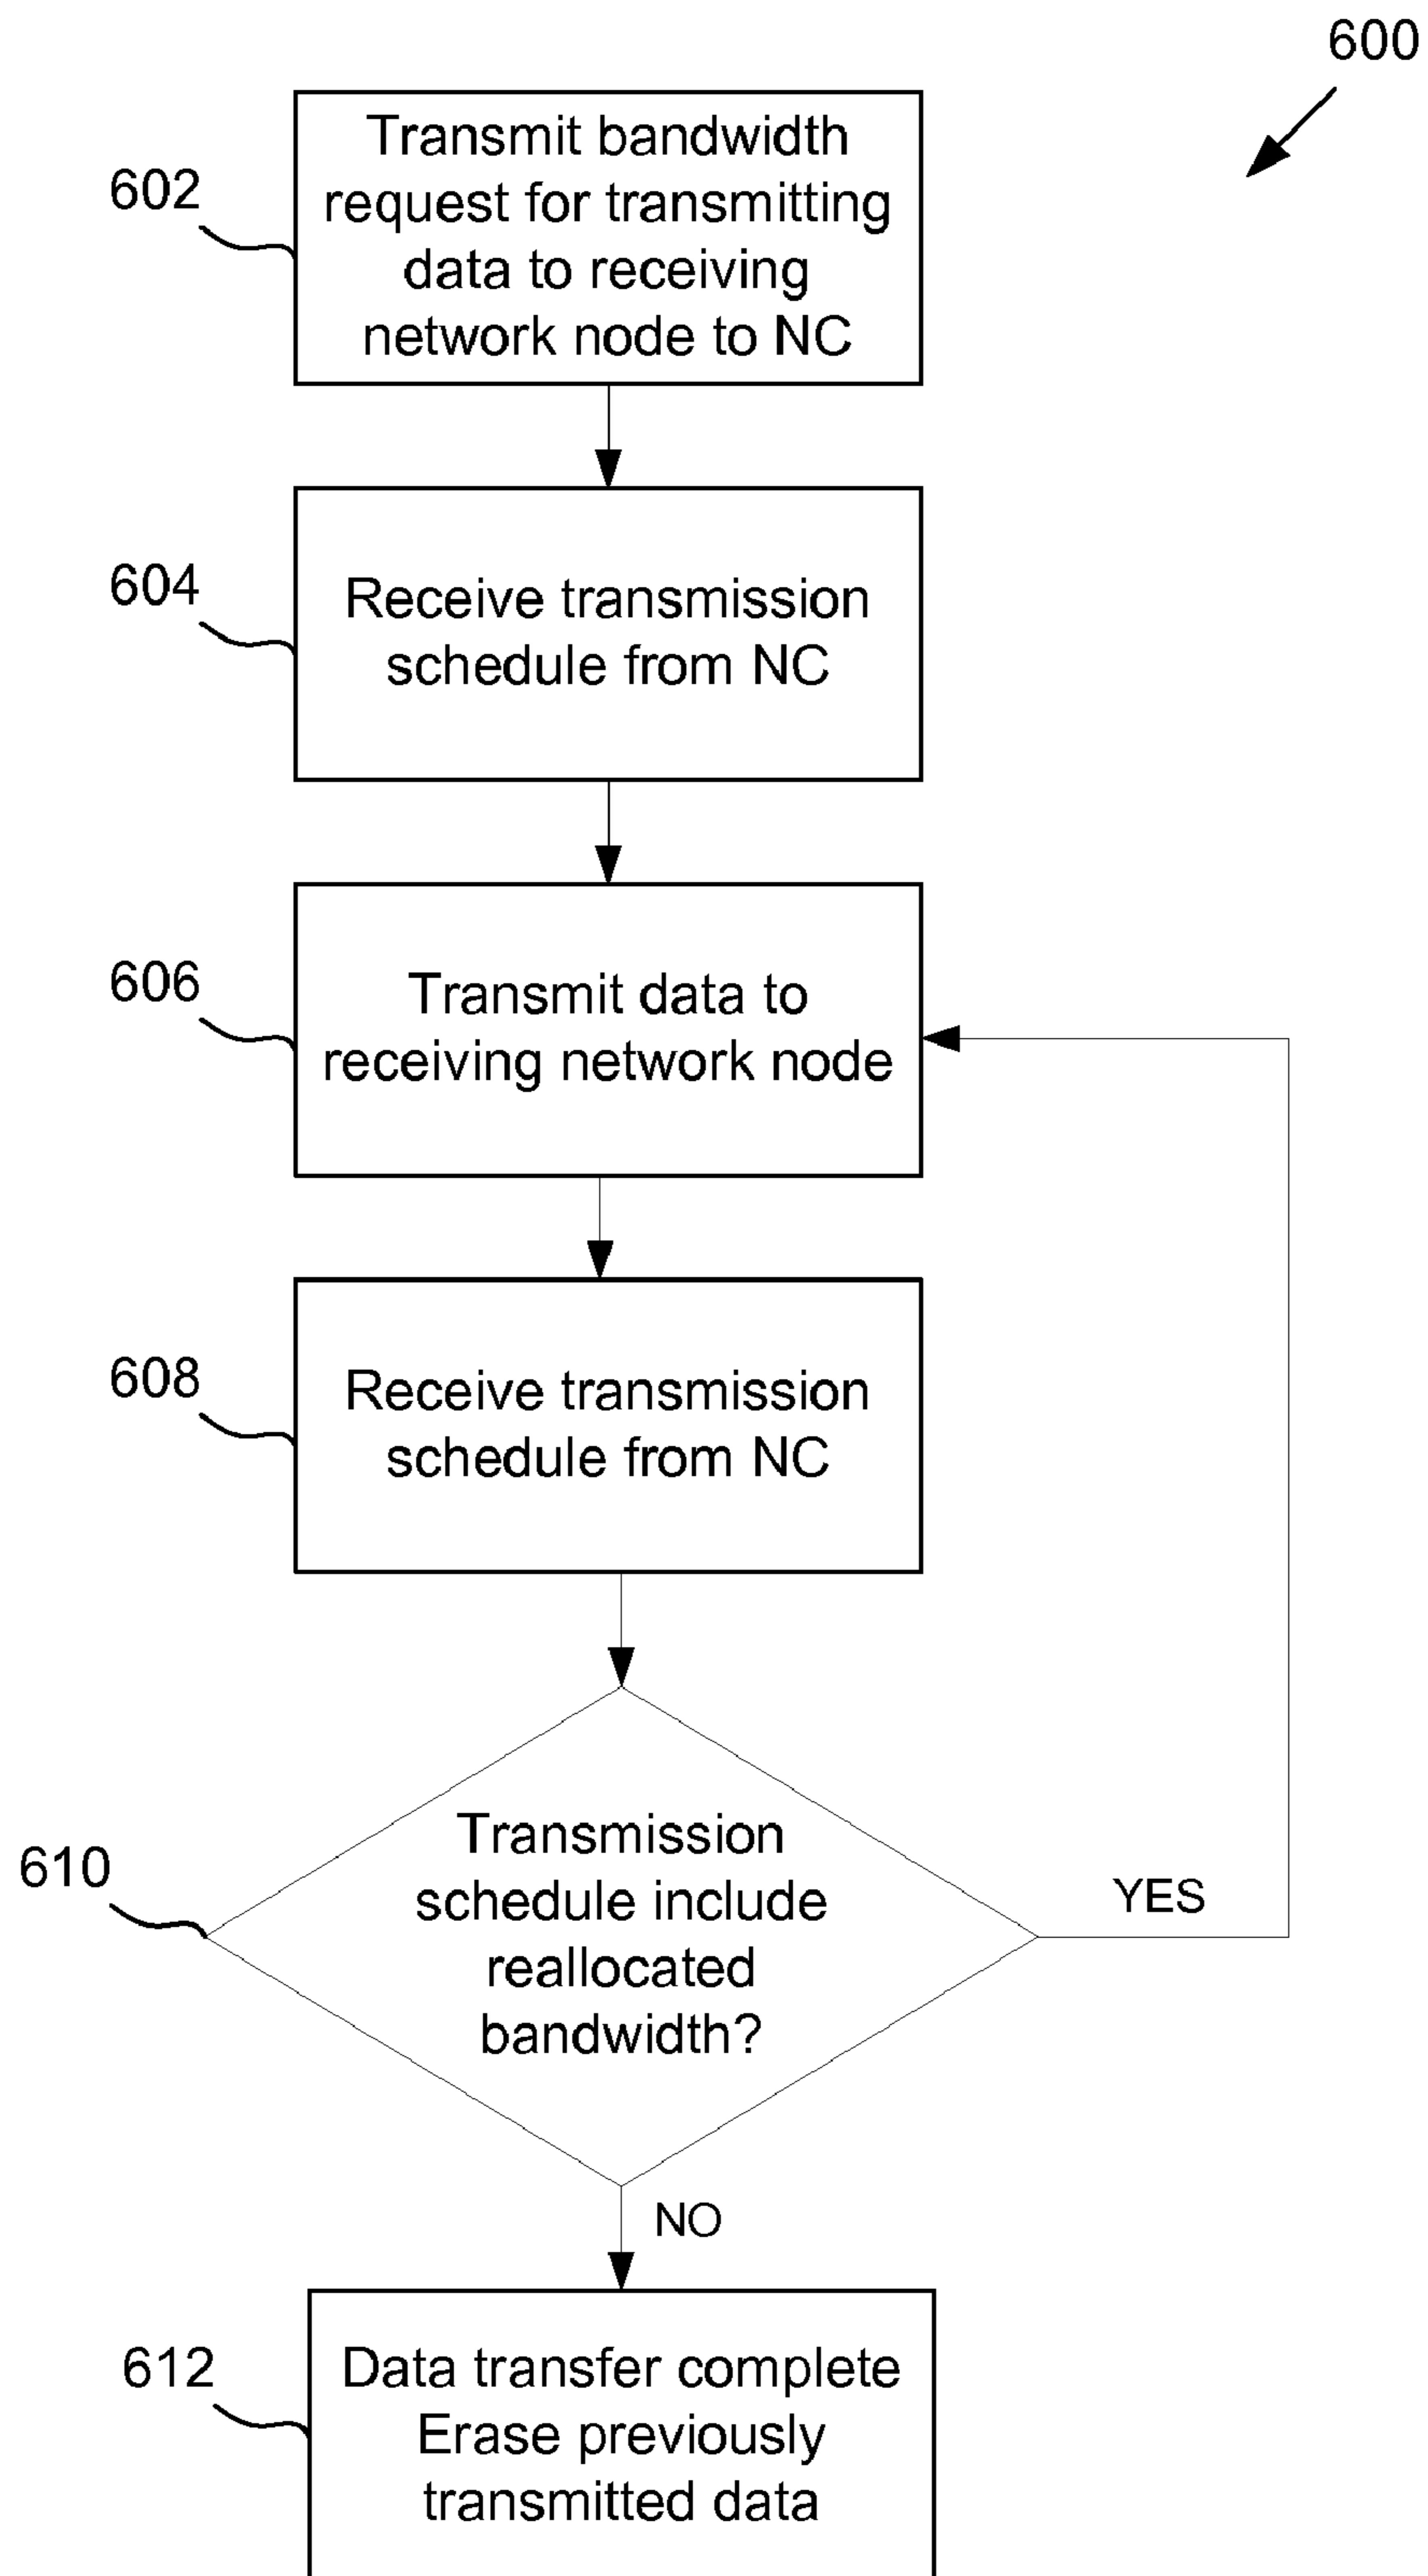 600
602
Transmit bandwidth
request for transmitting
data to receiving
network node to NC
604
Receive transmission
schedule from NC
606
Transmit data to
receiving network node
608
Receive transmission
schedule from NC
610
Transmission
schedule include
reallocated
bandwidth?
YES
NO
612
Data transfer complete
Erase previously
transmitted data